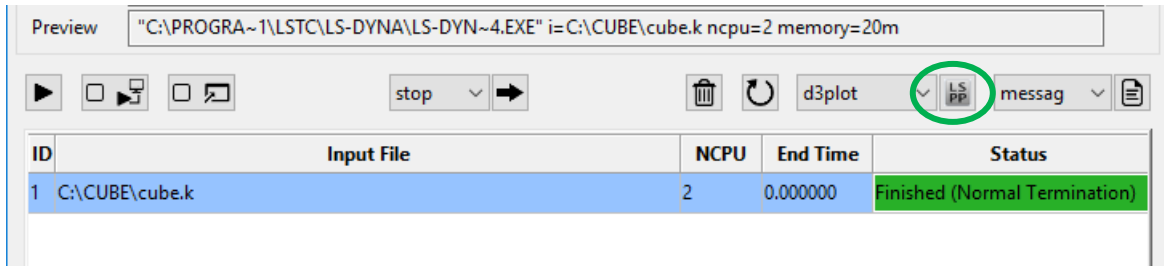 Preview "C:\PROGRA~1\LSTC\LS-DYNA\LS-DYN~4.EXE" i=C:\CUBE\cube.k ncpu=2 memory=20m
stop d3plot LS PP messag
ID Input File NCPU End Time Status
1 C:\CUBE\cube.k 2 0.000000 Finished (Normal Termination)